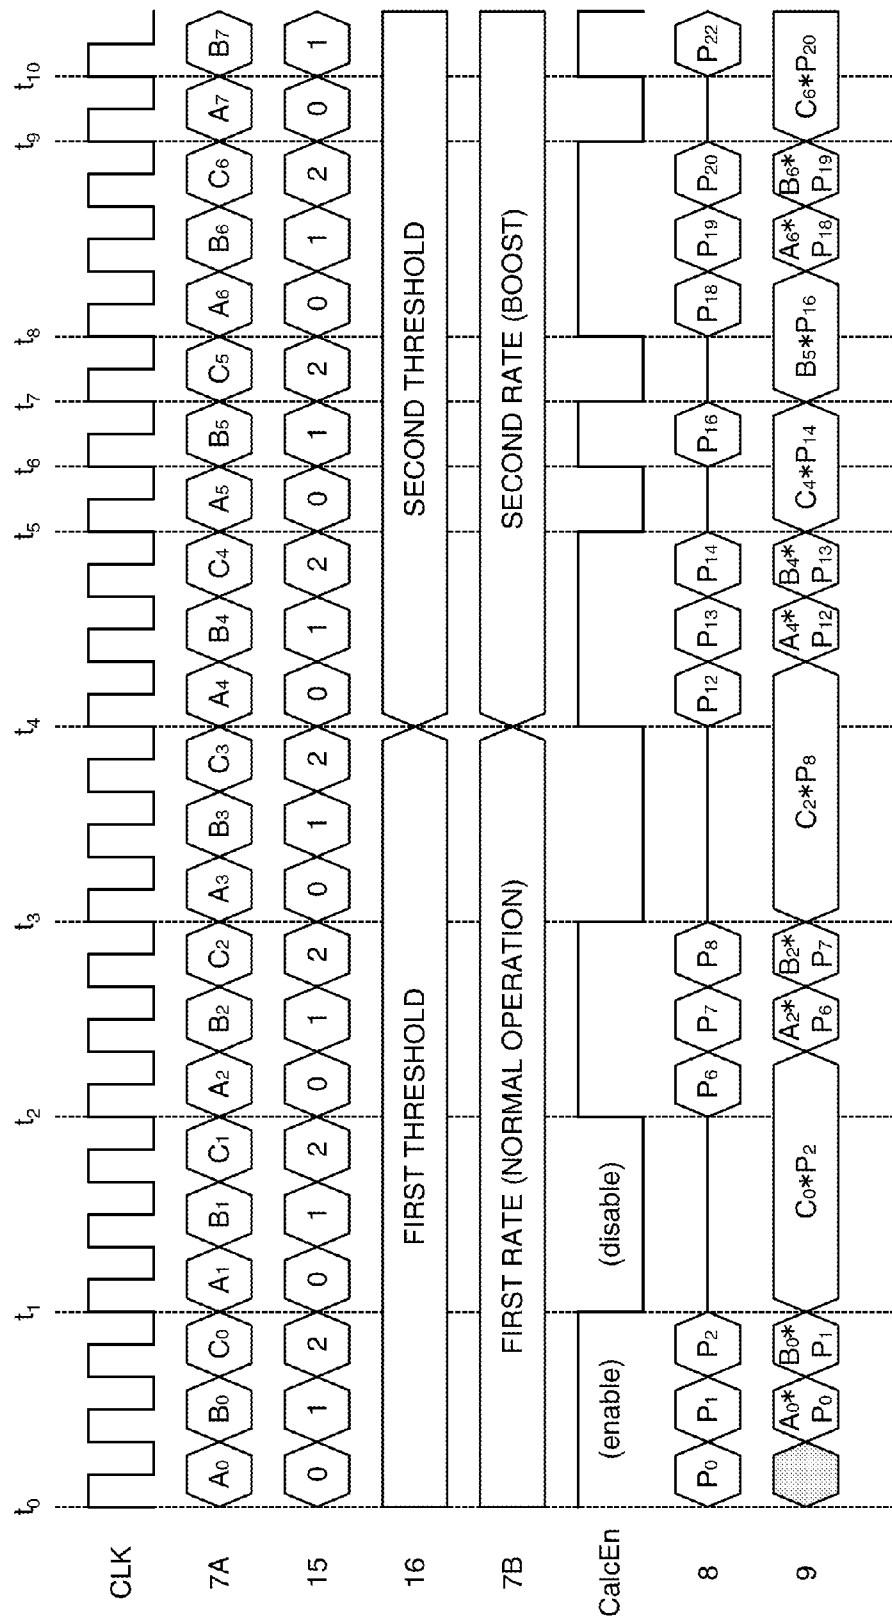 t0 t1 t2 t3 t4 t5 t6 t7 t8 t9 t10
CLK
7A A0 B0 C0 A1 B1 C1 A2 B2 C2 A3 B3 C3 A4 B4 C4 A5 B5 C5 A6 B6 C6 A7 B7
15 0 1 2 0 1 2 0 1 2 0 1 2 0 1 2 0 1 2 0 1 2 0 1
16 FIRST THRESHOLD SECOND THRESHOLD
7B FIRST RATE (NORMAL OPERATION) SECOND RATE (BOOST)
CalcEn (enable) (disable)
8 P0 P1 P2 P6 P7 P8 P12 P13 P14 P16 P18 P19 P20 P22
9 A0* P0 B0* P1 C0*P2 A2* P6 B2* P7 C2*P8 A4* P12 B4* P13 C4*P14 B5*P16 A6* P18 B6* P19 C6*P20